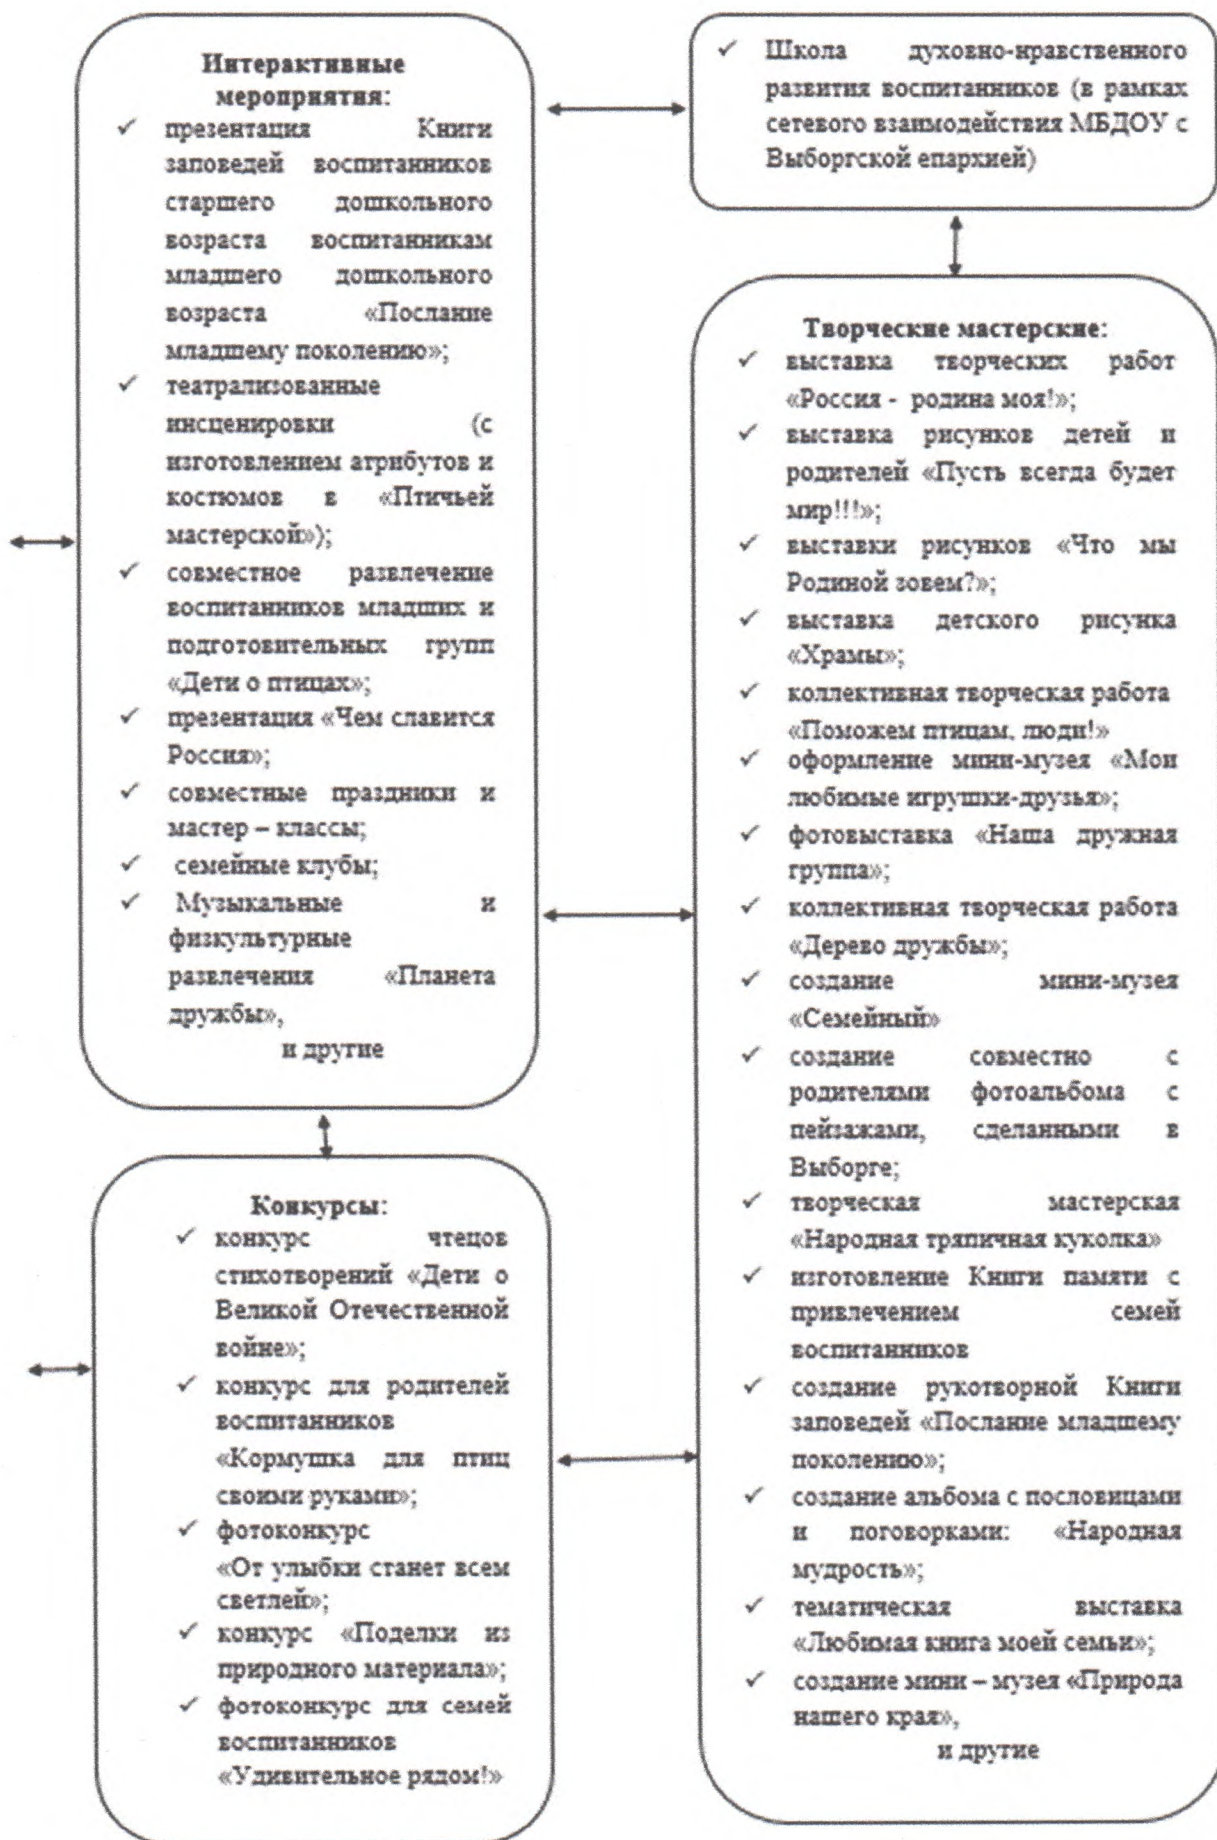 Интерактивные
мероприятия:
✓ презентация Книги
заповедей воспитанников
старшего дошкольного
возраста воспитанникам
младшего дошкольного
возраста «Послание
младшему поколению»;
✓ театрализованные
инсценировки (с
изготовлением атрибутов и
костюмов в «Птичьей
мастерской»);
✓ совместное развлечение
воспитанников младших и
подготовительных групп
«Дети о птицах»;
✓ презентация «Чем славится
Россия»;
✓ совместные праздники и
мастер – классы;
✓ семейные клубы;
✓ Музыкальные и
физкультурные
развлечения «Планета
дружбы»,
и другие
Конкурсы:
✓ конкурс чтецов
стихотворений «Дети о
Великой Отечественной
войне»;
✓ конкурс для родителей
воспитанников
«Кормушка для птиц
своими руками»;
✓ фотоконкурс
«От улыбки станет всем
светлей»;
✓ конкурс «Поделки из
природного материала»;
✓ фотоконкурс для семей
воспитанников
«Удивительное рядом!»
✓ Школа духовно-нравственного
развития воспитанников (в рамках
сетевого взаимодействия МБДОУ с
Выборгской епархией)
Творческие мастерские:
✓ выставка творческих работ
«Россия - родина моя!»;
✓ выставка рисунков детей и
родителей «Пусть всегда будет
мир!!!»;
✓ выставки рисунков «Что мы
Родиной зовем?»;
✓ выставка детского рисунка
«Храмы»;
✓ коллективная творческая работа
«Поможем птицам, люди!»
✓ оформление мини-музея «Мои
любимые игрушки-друзья»;
✓ фотовыставка «Наша дружная
группа»;
✓ коллективная творческая работа
«Дерево дружбы»;
✓ создание мини-музея
«Семейный»
✓ создание совместно с
родителями фотоальбома с
пейзажами, сделанными в
Выборге;
✓ творческая мастерская
«Народная тряпичная куколка»
✓ изготовление Книги памяти с
привлечением семей
воспитанников
✓ создание рукотворной Книги
заповедей «Послание младшему
поколению»;
✓ создание альбома с пословицами
и поговорками: «Народная
мудрость»;
✓ тематическая выставка
«Любимая книга моей семьи»;
✓ создание мини – музея «Природа
нашего края»,
и другие